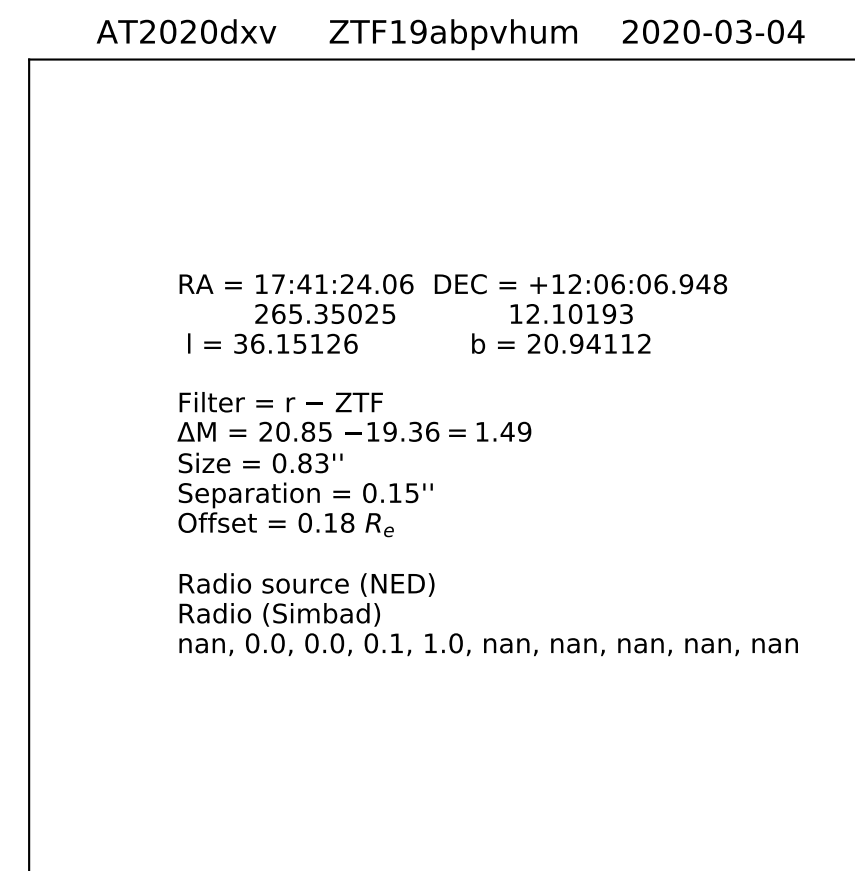 AT2020dxv ZTF19abpvhum 2020-03-04
RA = 17:41:24.06 DEC = +12:06:06.948
265.35025 12.10193
l = 36.15126 b = 20.94112
Filter = r − ZTF
ΔM = 20.85 −19.36 = 1.49
Size = 0.83''
Separation = 0.15''
Offset = 0.18 Rₑ
Radio source (NED)
Radio (Simbad)
nan, 0.0, 0.0, 0.1, 1.0, nan, nan, nan, nan, nan